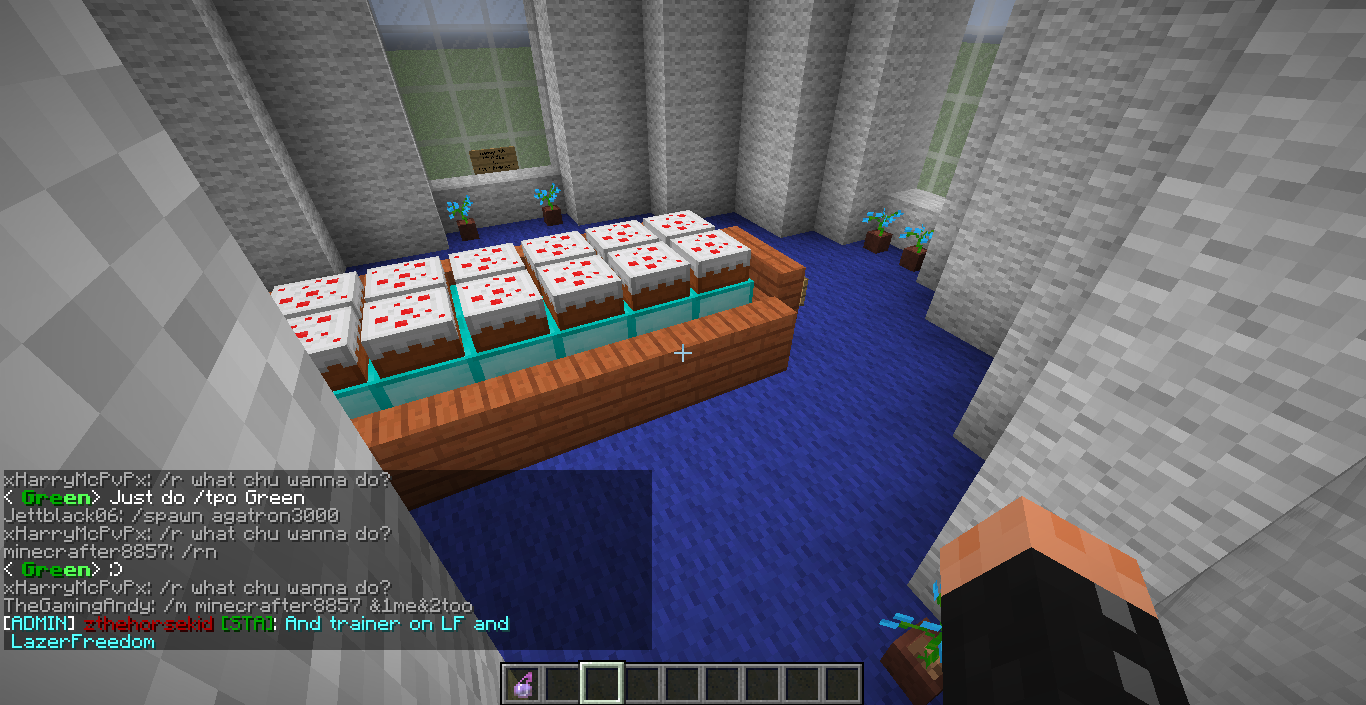 xHarryMcPvPx: /r what chu wanna do?
< Green> Just do /tpo Green
Jettblack06: /spawn agatron3000
xHarryMcPvPx: /r what chu wanna do?
minecrafter8857: /rn
< Green> :)
xHarryMcPvPx: /r what chu wanna do?
TheGamingAndy: /m minecrafter8857 &1me&2too
[ADMIN] zthehorsekid [STA]: And trainer on LF and
LazerFreedom